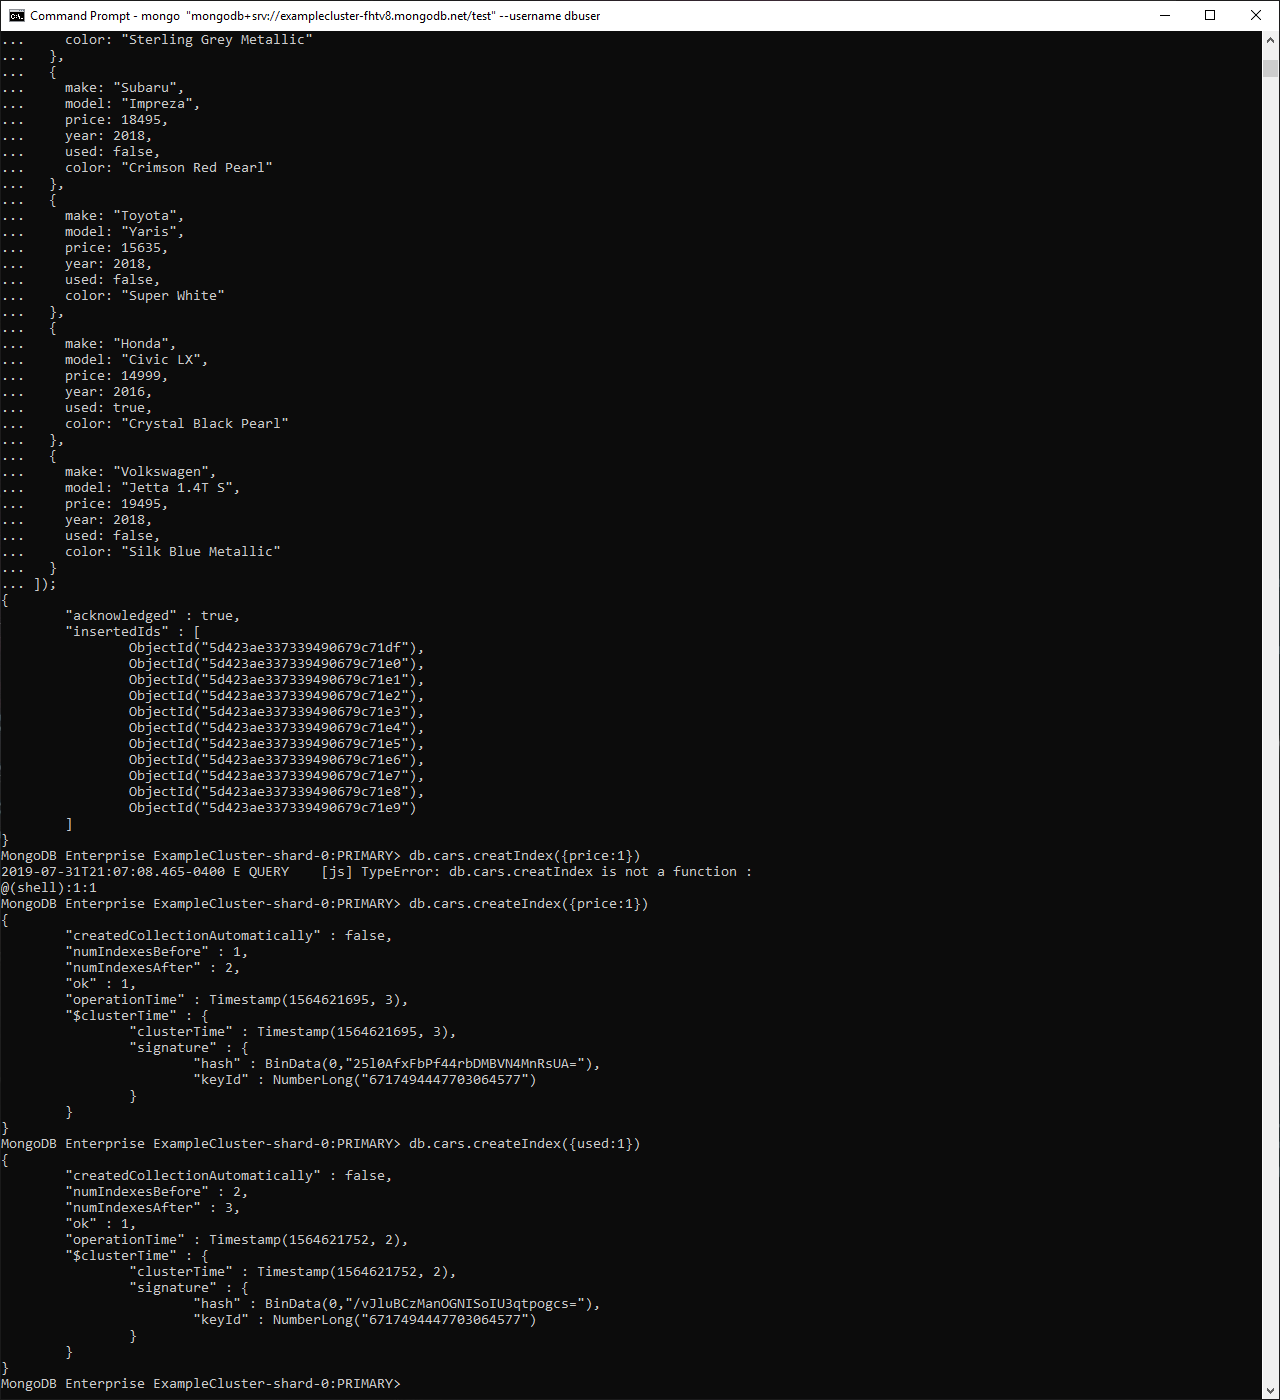 Command Prompt - mongo  "mongodb+srv://examplecluster-fhtv8.mongodb.net/test" --username dbuser
...     color: "Sterling Grey Metallic"
...   },
...   {
...     make: "Subaru",
...     model: "Impreza",
...     price: 18495,
...     year: 2018,
...     used: false,
...     color: "Crimson Red Pearl"
...   },
...   {
...     make: "Toyota",
...     model: "Yaris",
...     price: 15635,
...     year: 2018,
...     used: false,
...     color: "Super White"
...   },
...   {
...     make: "Honda",
...     model: "Civic LX",
...     price: 14999,
...     year: 2016,
...     used: true,
...     color: "Crystal Black Pearl"
...   },
...   {
...     make: "Volkswagen",
...     model: "Jetta 1.4T S",
...     price: 19495,
...     year: 2018,
...     used: false,
...     color: "Silk Blue Metallic"
...   }
... ]);
{
        "acknowledged" : true,
        "insertedIds" : [
                ObjectId("5d423ae337339490679c71df"),
                ObjectId("5d423ae337339490679c71e0"),
                ObjectId("5d423ae337339490679c71e1"),
                ObjectId("5d423ae337339490679c71e2"),
                ObjectId("5d423ae337339490679c71e3"),
                ObjectId("5d423ae337339490679c71e4"),
                ObjectId("5d423ae337339490679c71e5"),
                ObjectId("5d423ae337339490679c71e6"),
                ObjectId("5d423ae337339490679c71e7"),
                ObjectId("5d423ae337339490679c71e8"),
                ObjectId("5d423ae337339490679c71e9")
        ]
}
MongoDB Enterprise ExampleCluster-shard-0:PRIMARY> db.cars.creatIndex({price:1})
2019-07-31T21:07:08.465-0400 E QUERY    [js] TypeError: db.cars.creatIndex is not a function :
@(shell):1:1
MongoDB Enterprise ExampleCluster-shard-0:PRIMARY> db.cars.createIndex({price:1})
{
        "createdCollectionAutomatically" : false,
        "numIndexesBefore" : 1,
        "numIndexesAfter" : 2,
        "ok" : 1,
        "operationTime" : Timestamp(1564621695, 3),
        "$clusterTime" : {
                "clusterTime" : Timestamp(1564621695, 3),
                "signature" : {
                        "hash" : BinData(0,"25l0AfxFbPf44rbDMBVN4MnRsUA="),
                        "keyId" : NumberLong("6717494447703064577")
                }
        }
}
MongoDB Enterprise ExampleCluster-shard-0:PRIMARY> db.cars.createIndex({used:1})
{
        "createdCollectionAutomatically" : false,
        "numIndexesBefore" : 2,
        "numIndexesAfter" : 3,
        "ok" : 1,
        "operationTime" : Timestamp(1564621752, 2),
        "$clusterTime" : {
                "clusterTime" : Timestamp(1564621752, 2),
                "signature" : {
                        "hash" : BinData(0,"/vJluBCzManOGNISoIU3qtpogcs="),
                        "keyId" : NumberLong("6717494447703064577")
                }
        }
}
MongoDB Enterprise ExampleCluster-shard-0:PRIMARY>